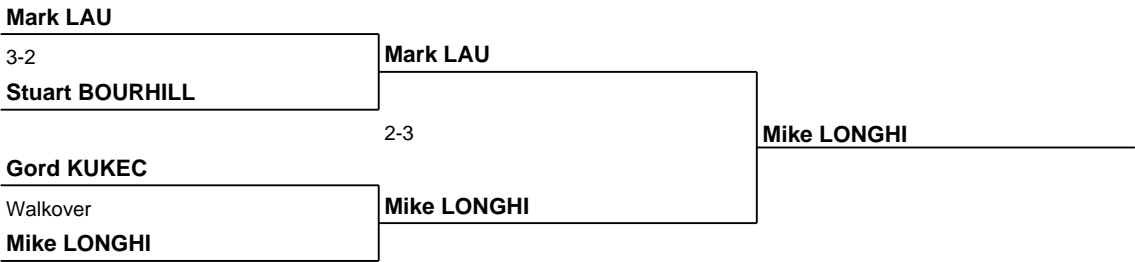 Mark LAU
3-2
Mark LAU
Stuart BOURHILL
2-3
Mike LONGHI
Gord KUKEC
Walkover
Mike LONGHI
Mike LONGHI